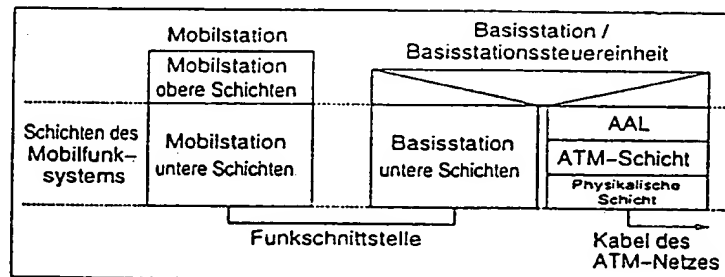 Mobilstation
Basisstation /
Basisstationssteuereinheit
Mobilstation
obere Schichten
Schichten des
Mobilfunk-
systems
Mobilstation
untere Schichten
Basisstation
untere Schichten
AAL
ATM-Schicht
Physikalische
Schicht
Funkschnittstelle
Kabel des
ATM-Netzes